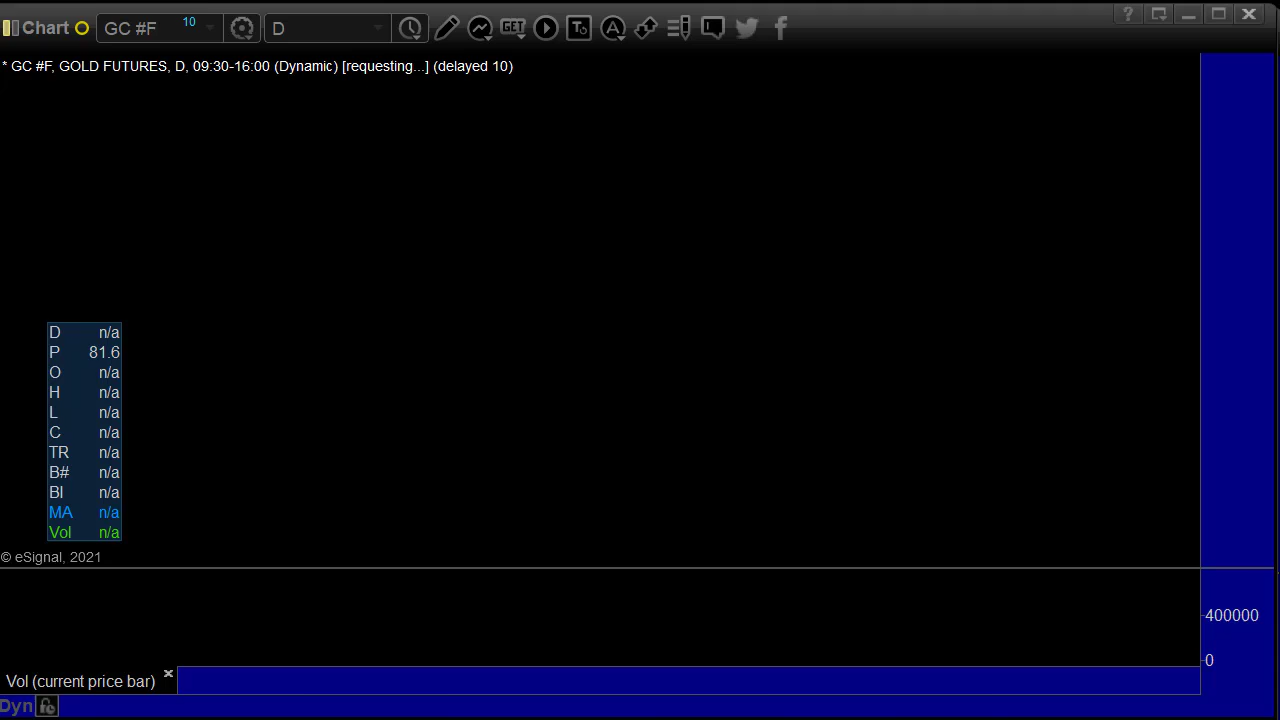 Chart GC #F 10 D GET T
* GC #F, GOLD FUTURES, D, 09:30-16:00 (Dynamic) [requesting...] (delayed 10)
D n/a
P 81.6
O n/a
H n/a
L n/a
C n/a
TR n/a
B# n/a
BI n/a
MA n/a
Vol n/a
© eSignal, 2021
400000
0
Vol (current price bar)
Dyn